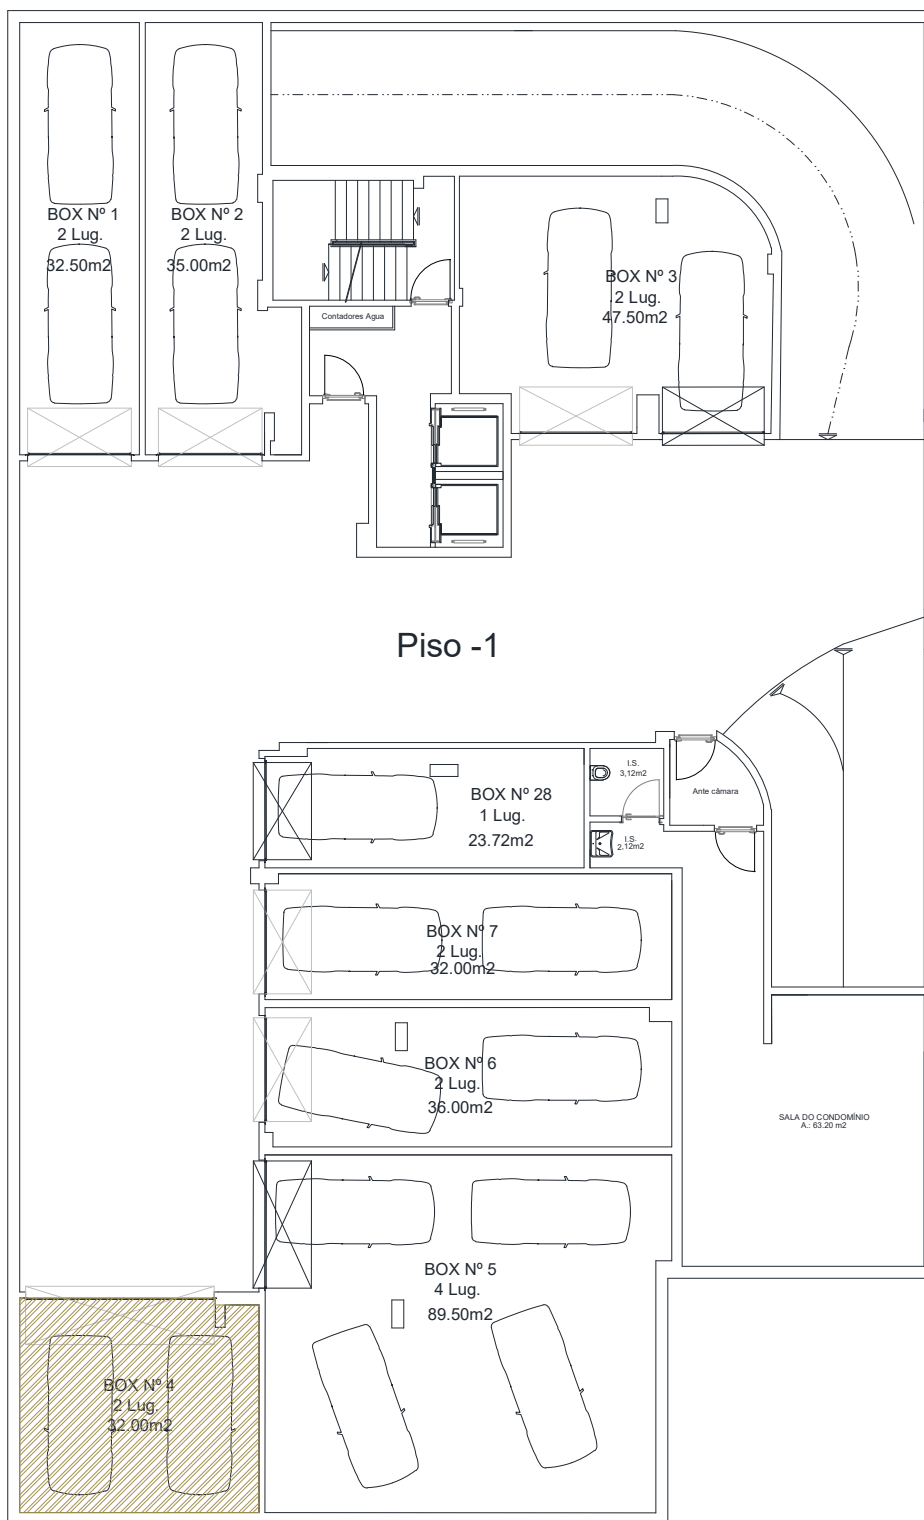 BOX Nº 1
2 Lug.
32.50m2
BOX Nº 2
2 Lug.
35.00m2
BOX Nº 3
2 Lug.
47.50m2
Contadores Agua
Piso -1
BOX Nº 28
1 Lug.
23.72m2
I.S.
3,12m2
Ante câmara
I.S-
2,12m2
BOX Nº 7
2 Lug.
32.00m2
BOX Nº 6
2 Lug.
36.00m2
SALA DO CONDOMÍNIO
A.: 63.20 m2
BOX Nº 5
4 Lug.
89.50m2
BOX Nº 4
2 Lug.
32.00m2